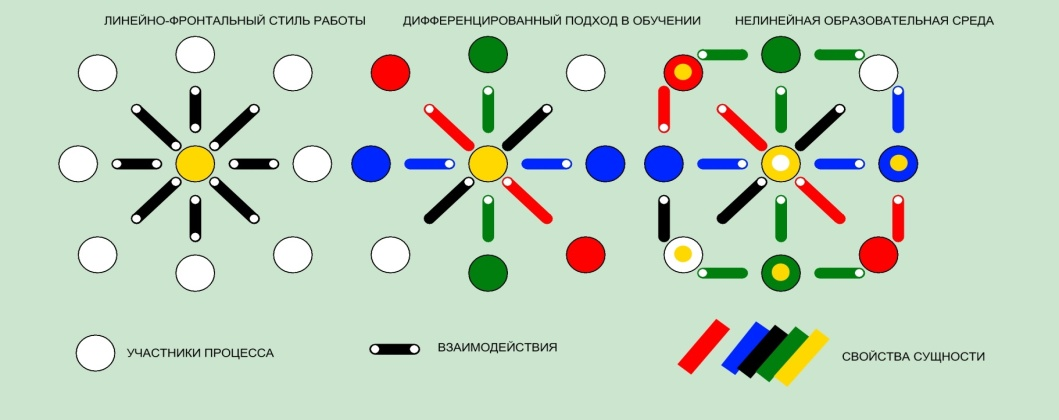 ЛИНЕЙНО-ФРОНТАЛЬНЫЙ СТИЛЬ РАБОТЫ
ДИФФЕРЕНЦИРОВАННЫЙ ПОДХОД В ОБУЧЕНИИ
НЕЛИНЕЙНАЯ ОБРАЗОВАТЕЛЬНАЯ СРЕДА
УЧАСТНИКИ ПРОЦЕССА
ВЗАИМОДЕЙСТВИЯ
СВОЙСТВА СУЩНОСТИ